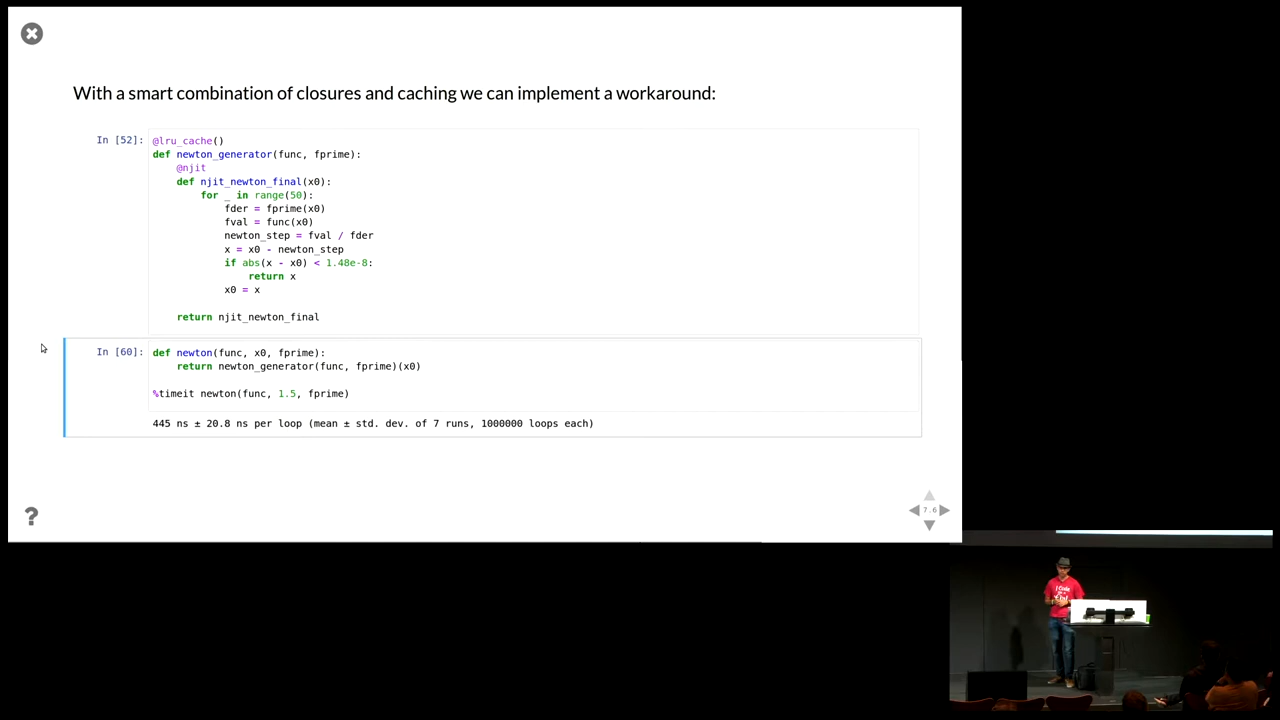 With a smart combination of closures and caching we can implement a workaround:
In [52]:
@lru_cache()
def newton_generator(func, fprime):
    @njit
    def njit_newton_final(x0):
        for _ in range(50):
            fder = fprime(x0)
            fval = func(x0)
            newton_step = fval / fder
            x = x0 - newton_step
            if abs(x - x0) < 1.48e-8:
                return x
            x0 = x
    return njit_newton_final
In [60]:
def newton(func, x0, fprime):
    return newton_generator(func, fprime)(x0)
%timeit newton(func, 1.5, fprime)
445 ns ± 20.8 ns per loop (mean ± std. dev. of 7 runs, 1000000 loops each)
?
7.6